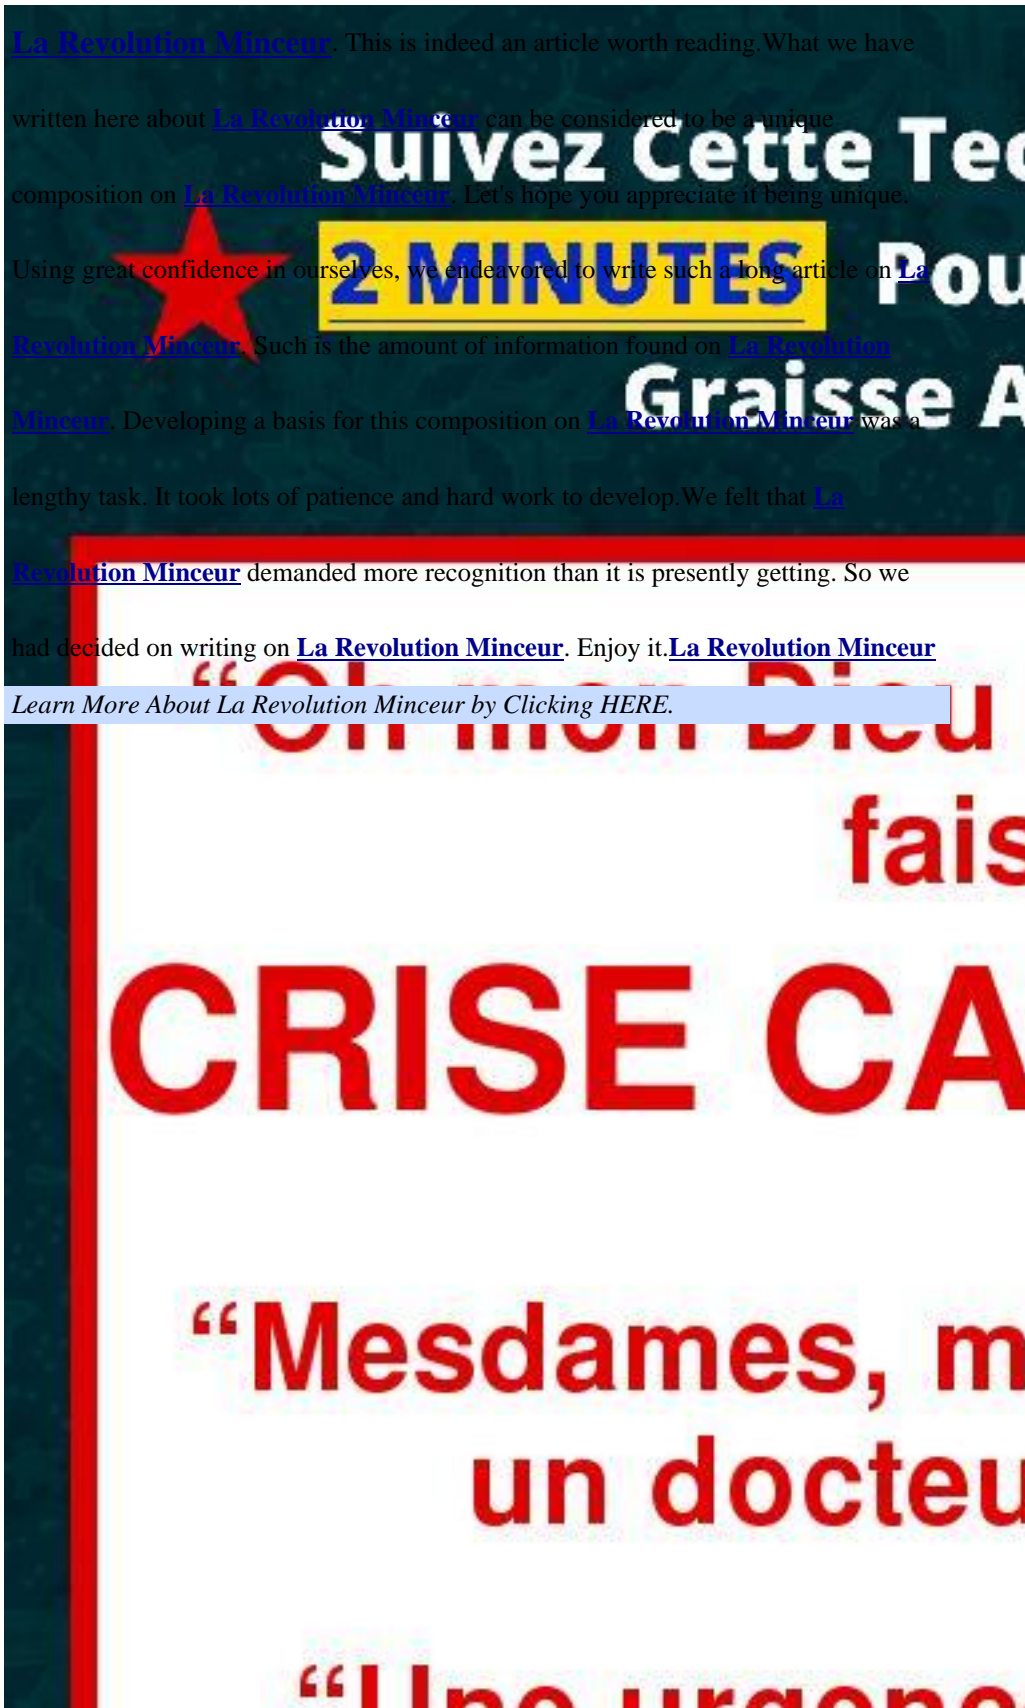 La Revolution Minceur. This is indeed an article worth reading.What we have
written here about La Revolution Minceur can be considered to be a unique
composition on La Revolution Minceur. Let's hope you appreciate it being unique.
Using great confidence in ourselves, we endeavored to write such a long article on La
Revolution Minceur. Such is the amount of information found on La Revolution
Minceur. Developing a basis for this composition on La Revolution Minceur was a
lengthy task. It took lots of patience and hard work to develop.We felt that La
Revolution Minceur demanded more recognition than it is presently getting. So we
had decided on writing on La Revolution Minceur. Enjoy it.La Revolution Minceur
Learn More About La Revolution Minceur by Clicking HERE.
Suivez Cette
2 MINUTES
Graisse
“Oh mon Dieu
CRISE
“Mesdames,
un
“Une